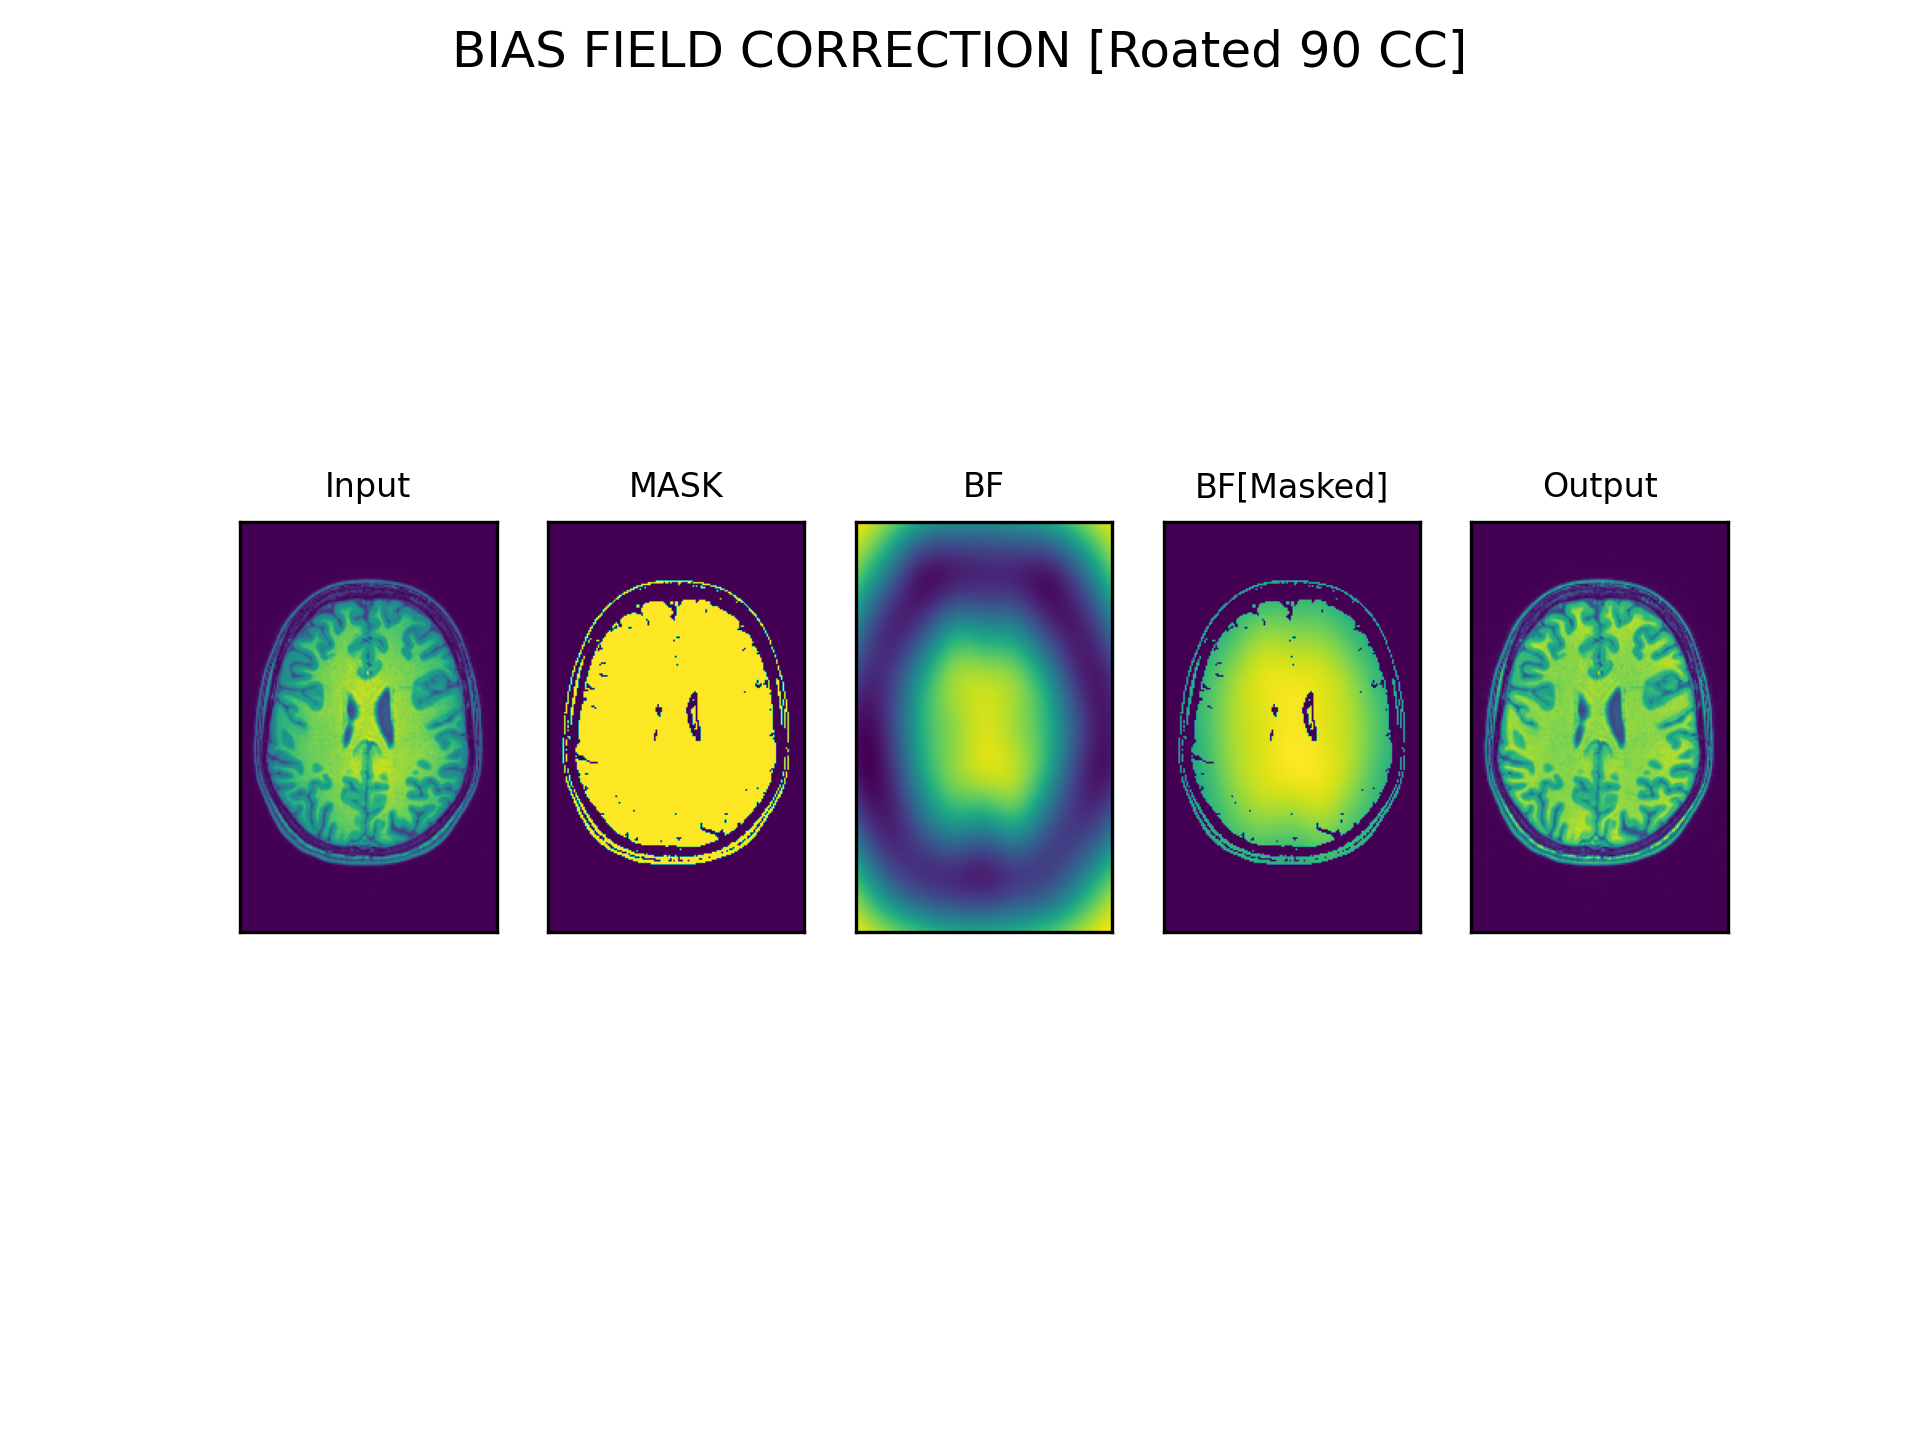 BIAS FIELD CORRECTION [Roated 90 CC]
Input
MASK
BF
BF[Masked]
Output